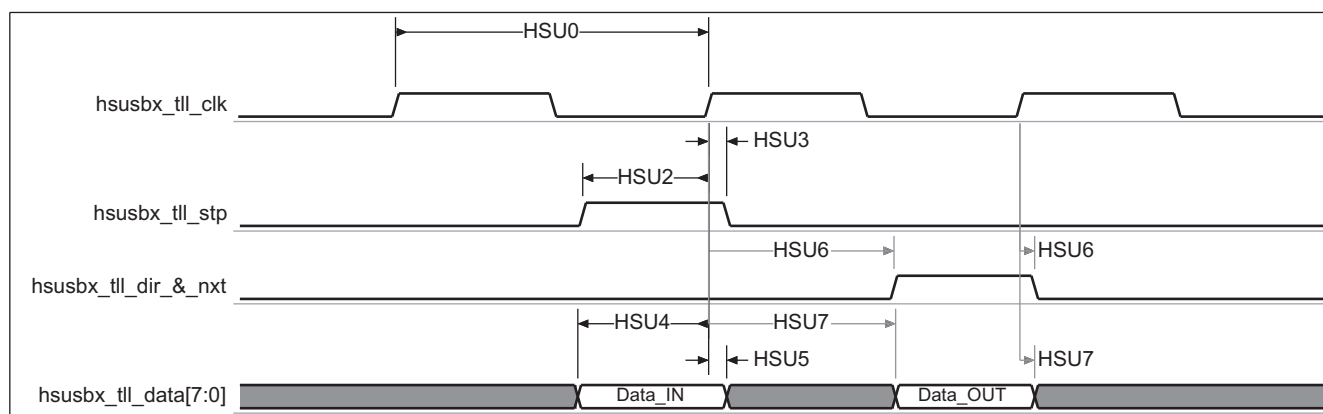 HSU0
hsusbx_tll_clk
HSU3
HSU2
hsusbx_tll_stp
HSU6 HSU6
hsusbx_tll_dir_&_nxt
HSU4 HSU7
HSU5 HSU7
hsusbx_tll_data[7:0] Data_IN Data_OUT